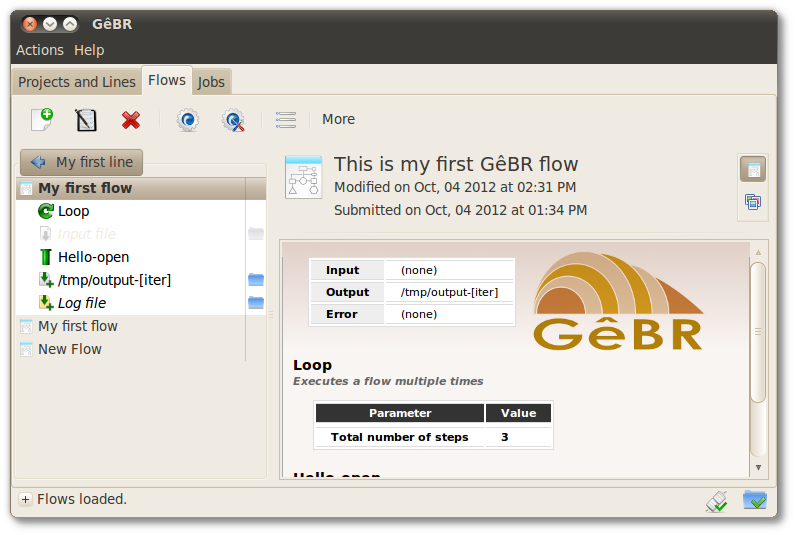 GêBR
Actions Help
Projects and Lines Flows Jobs
More
My first line
My first flow
Loop
Input file
Hello-open
/tmp/output-[iter]
Log file
My first flow
New Flow
This is my first GêBR flow
Modified on Oct, 04 2012 at 02:31 PM
Submitted on Oct, 04 2012 at 01:34 PM
Input (none)
Output /tmp/output-[iter]
Error (none)
GêBR
Loop
Executes a flow multiple times
Parameter Value
Total number of steps 3
Hello-open
Flows loaded.